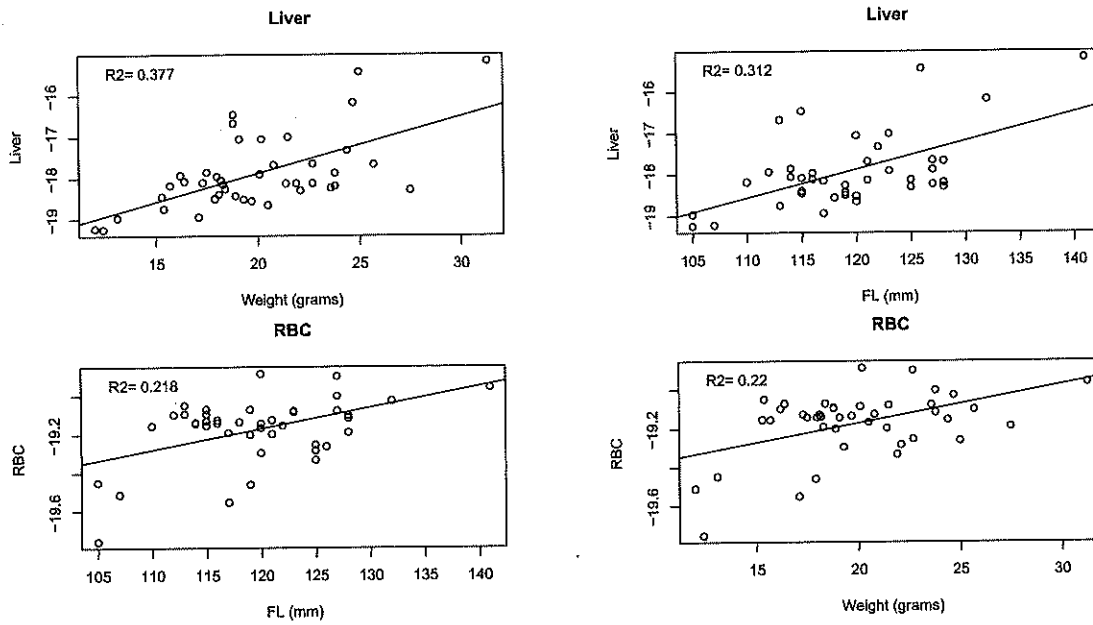 Liver
R2= 0.377
Liver
−16
−17
−18
−19
15
20
25
30
Weight (grams)
Liver
R2= 0.312
Liver
−16
−17
−18
−19
105
110
115
120
125
130
135
140
FL (mm)
RBC
R2= 0.218
RBC
−19.2
−19.6
105
110
115
120
125
130
135
140
FL (mm)
RBC
R2= 0.22
RBC
−19.2
−19.6
15
20
25
30
Weight (grams)